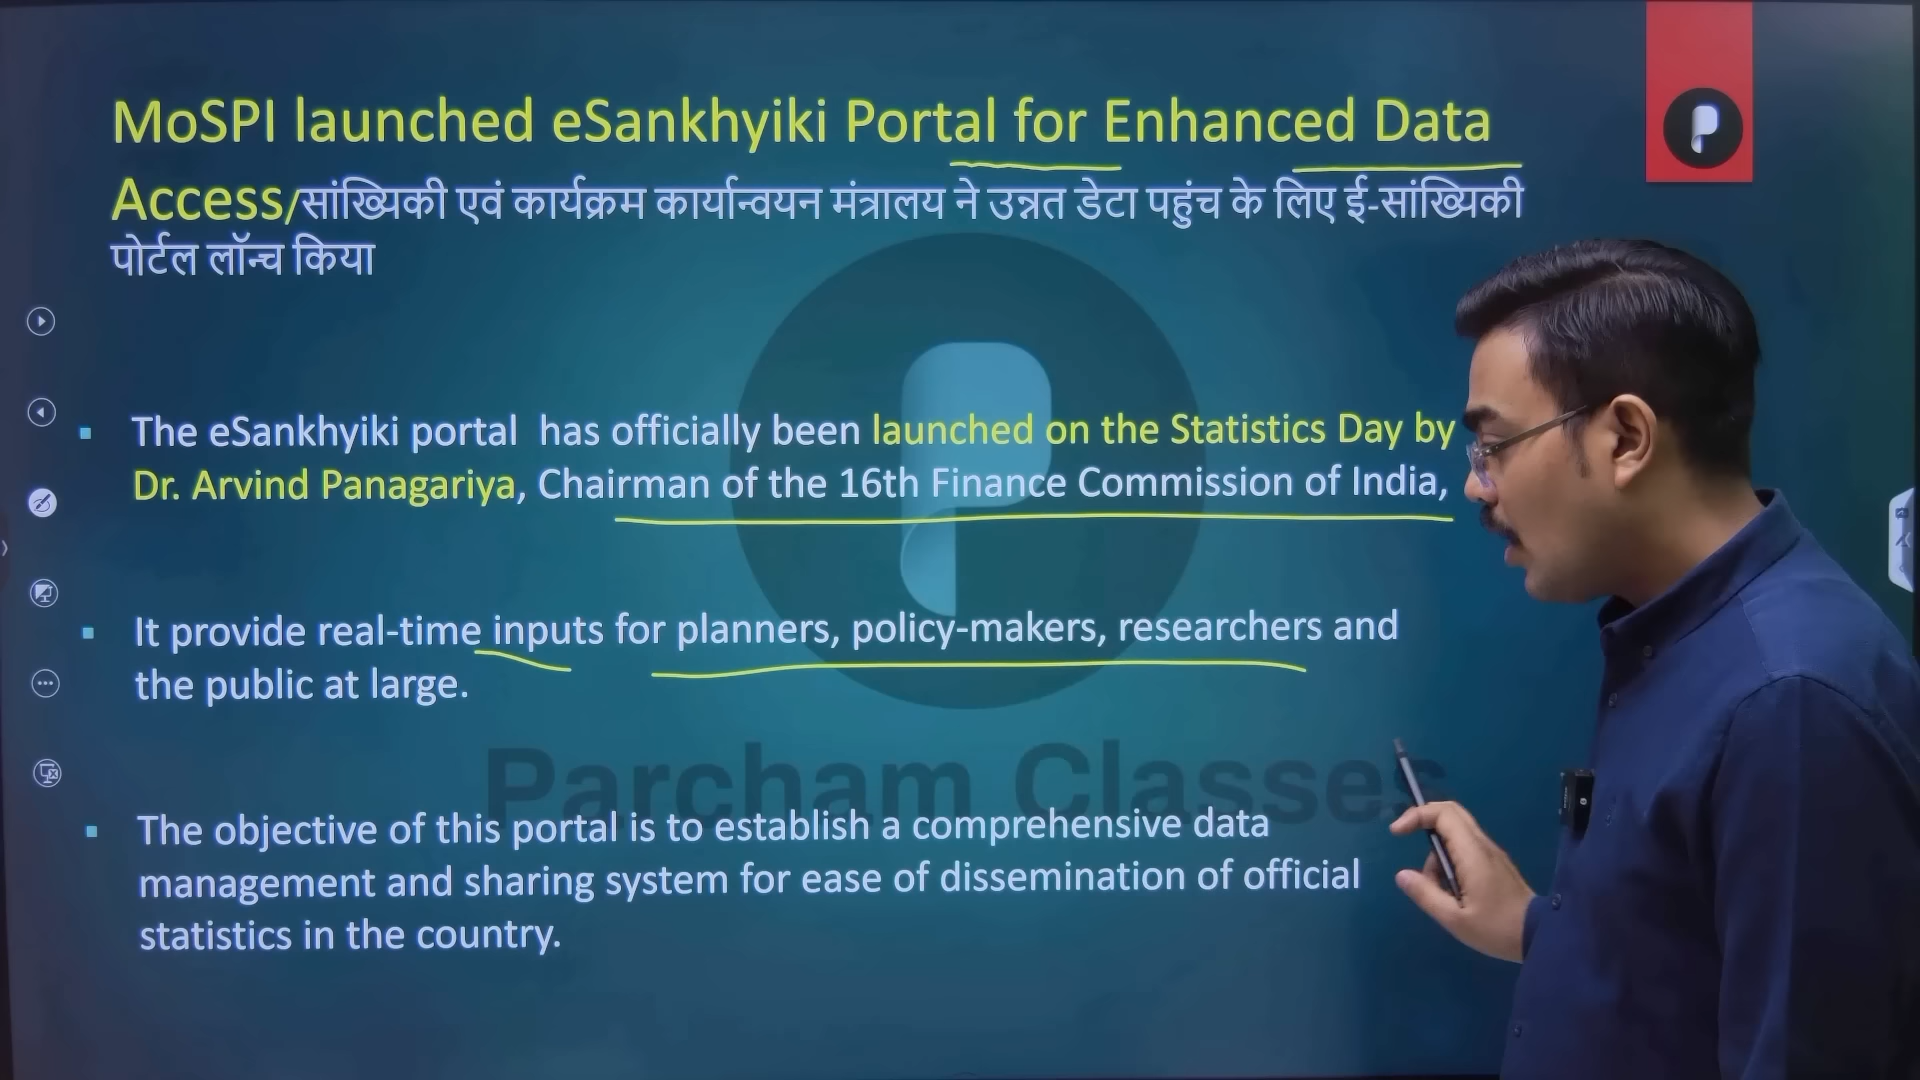 MoSPI launched eSankhyiki Portal for Enhanced Data
Access/सांख्यिकी एवं कार्यक्रम कार्यान्वयन मंत्रालय ने उन्नत डेटा पहुंच के लिए ई-सांख्यिकी
पोर्टल लॉन्च किया
The eSankhyiki portal has officially been launched on the Statistics Day by
Dr. Arvind Panagariya, Chairman of the 16th Finance Commission of India,
It provide real-time inputs for planners, policy-makers, researchers and
the public at large.
Parcham Classes
The objective of this portal is to establish a comprehensive data
management and sharing system for ease of dissemination of official
statistics in the country.